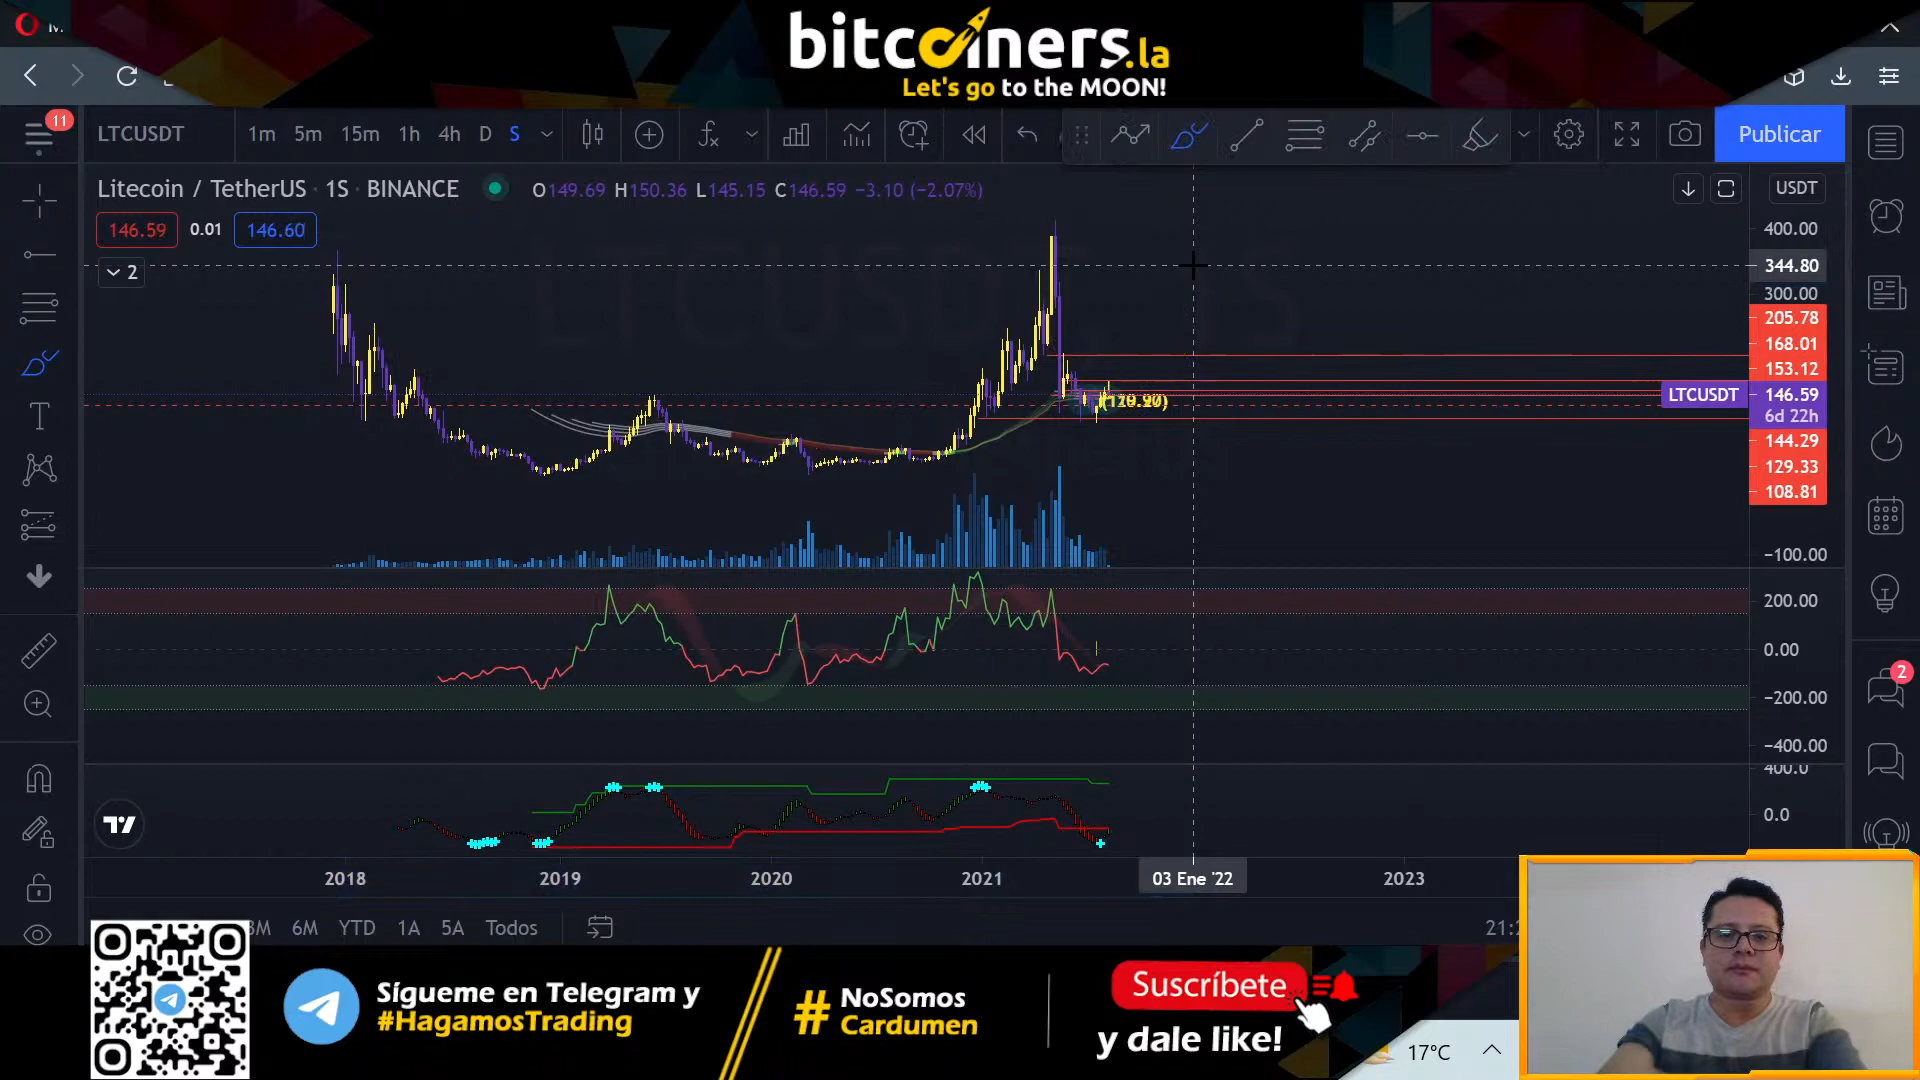 bitcoiners.la
Let's go to the MOON!
11
LTCUSDT
1m 5m 15m 1h 4h D S
Publicar
Litecoin / TetherUS · 1S · BINANCE
O149.69 H150.36 L145.15 C146.59 −3.10 (−2.07%)
USDT
146.59 0.01 146.60
2
400.00
344.80
300.00
205.78
168.01
153.12
LTCUSDT 146.59
6d 22h
144.29
129.33
108.81
−100.00
200.00
0.00
−200.00
−400.00
400.0
0.0
2
2018 2019 2020 2021 03 Ene '22 2023
6M YTD 1A 5A Todos
Sígueme en Telegram y
#HagamosTrading
# NoSomos
Cardumen
Suscríbete
y dale like!
17°C